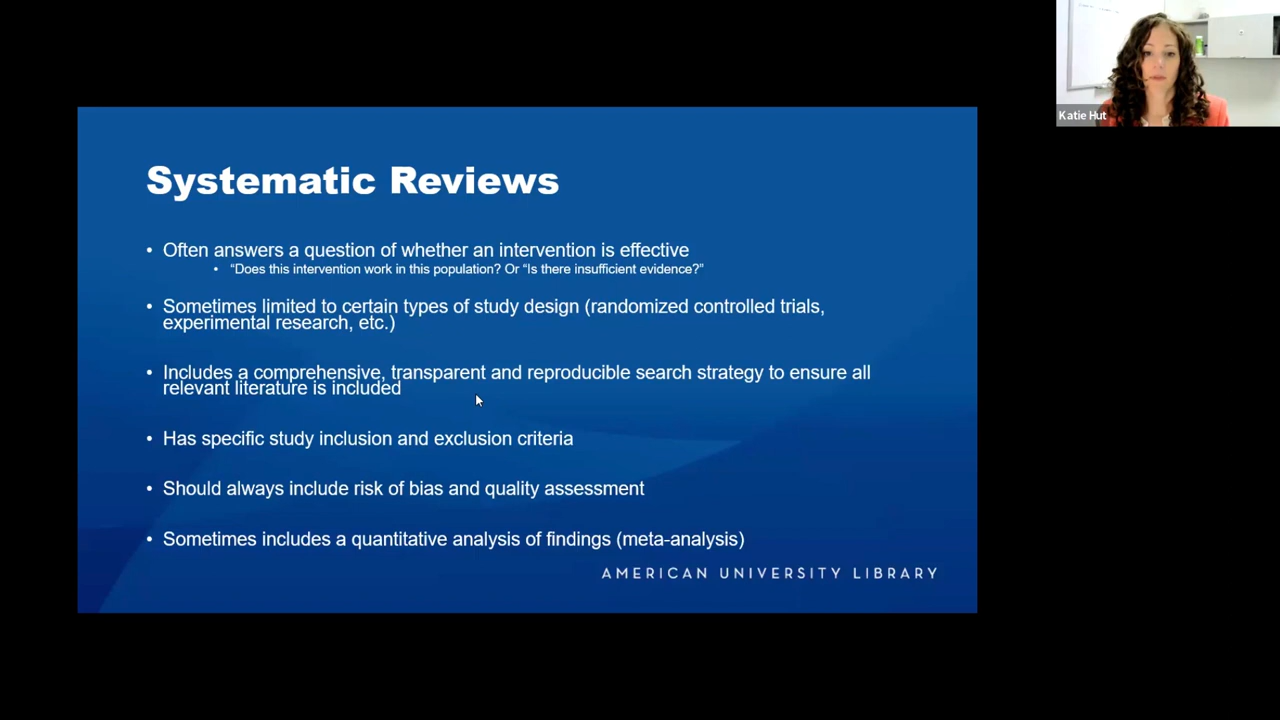 Systematic Reviews
• Often answers a question of whether an intervention is effective
• “Does this intervention work in this population? Or “Is there insufficient evidence?”
• Sometimes limited to certain types of study design (randomized controlled trials,
experimental research, etc.)
• Includes a comprehensive, transparent and reproducible search strategy to ensure all
relevant literature is included
• Has specific study inclusion and exclusion criteria
• Should always include risk of bias and quality assessment
• Sometimes includes a quantitative analysis of findings (meta-analysis)
AMERICAN UNIVERSITY LIBRARY
Katie Hut